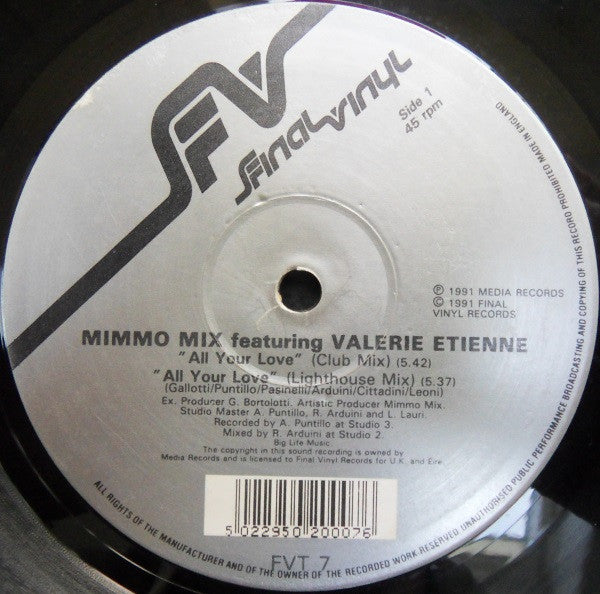 FV
FINALVINYL
Side 1
45 rpm
℗ 1991 MEDIA RECORDS
© 1991 FINAL
VINYL RECORDS
MIMMO MIX featuring VALERIE ETIENNE
"All Your Love" (Club Mix) (5.42)
"All Your Love" (Lighthouse Mix) (5.37)
(Gallotti/Puntillo/Pasinelli/Arduini/Cittadini/Leoni)
Ex. Producer G. Bortolotti. Artistic Producer Mimmo Mix.
Studio Master A. Puntillo, R. Arduini and L. Lauri.
Recorded by A. Puntillo at Studio 3.
Mixed by R. Arduini at Studio 2.
Big Life Music.
The copyright in this sound recording is owned by
Media Records and is licensed to Final Vinyl Records for U.K. and Eire.
5 022950 200076
FVT 7
ALL RIGHTS OF THE MANUFACTURER AND OF THE OWNER OF THE RECORDED WORK RESERVED UNAUTHORISED PUBLIC PERFORMANCE BROADCASTING AND COPYING OF THIS RECORD PROHIBITED MADE IN ENGLAND